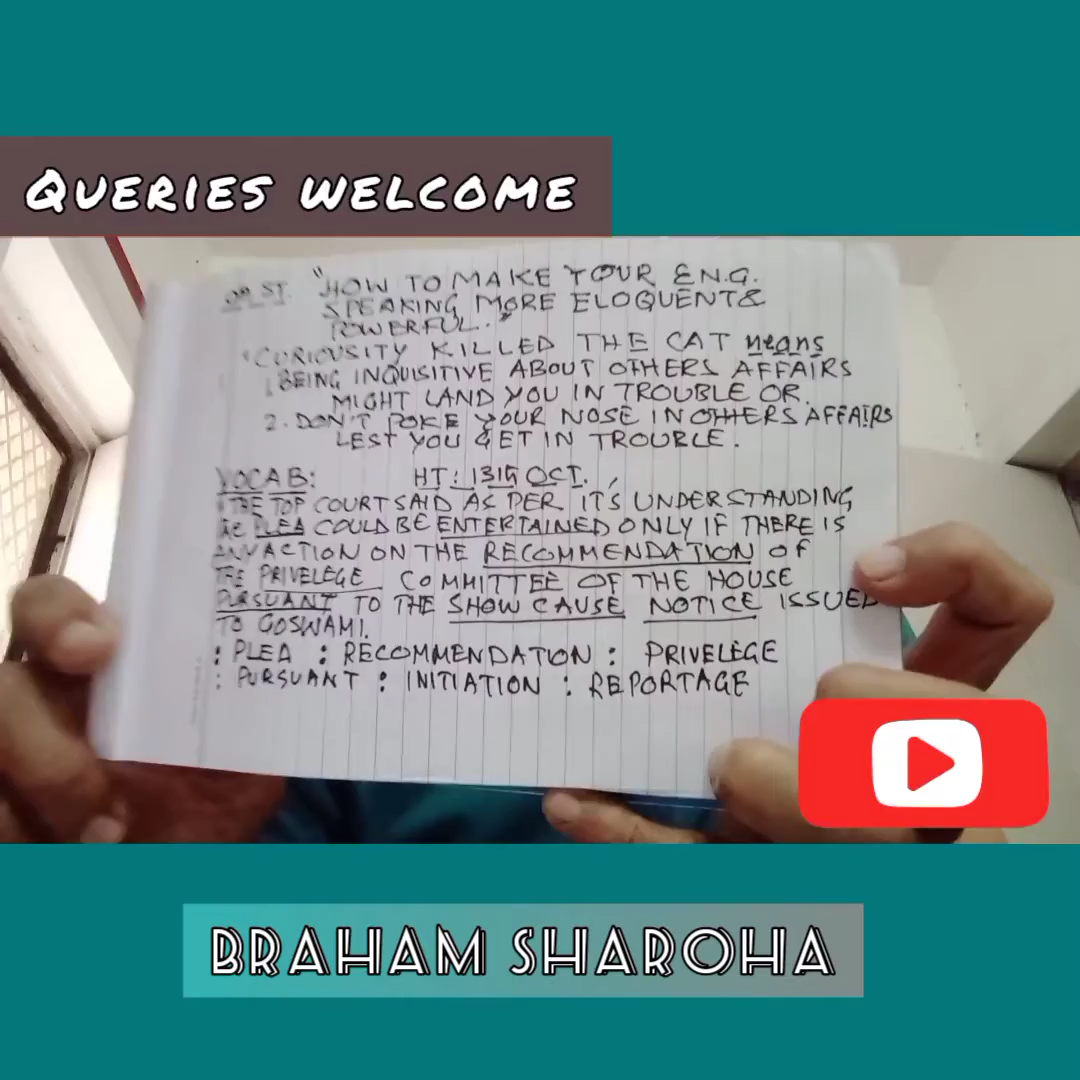 QUERIES WELCOME
ST. "HOW TO MAKE YOUR ENG.
SPEAKING MORE ELOQUENT &
POWERFUL."
CURIOUSITY KILLED THE CAT means
1. BEING INQUISITIVE ABOUT OTHERS AFFAIRS
MIGHT LAND YOU IN TROUBLE OR.
2. DON'T POKE YOUR NOSE IN OTHERS AFFAIRS
LEST YOU GET IN TROUBLE.
VOCAB: HT: OCT.,
THE TOP COURT SAID AS PER IT'S UNDERSTANDING
THE PLEA COULD BE ENTERTAINED ONLY IF THERE IS
ANY ACTION ON THE RECOMMENDATION OF
THE PRIVELEGE COMMITTEE OF THE HOUSE
PURSUANT TO THE SHOW CAUSE NOTICE ISSUED
TO GOSWAMI.
: PLEA : RECOMMENDATION : PRIVELEGE
: PURSUANT : INITIATION : REPORTAGE
BRAHAM SHAROHA